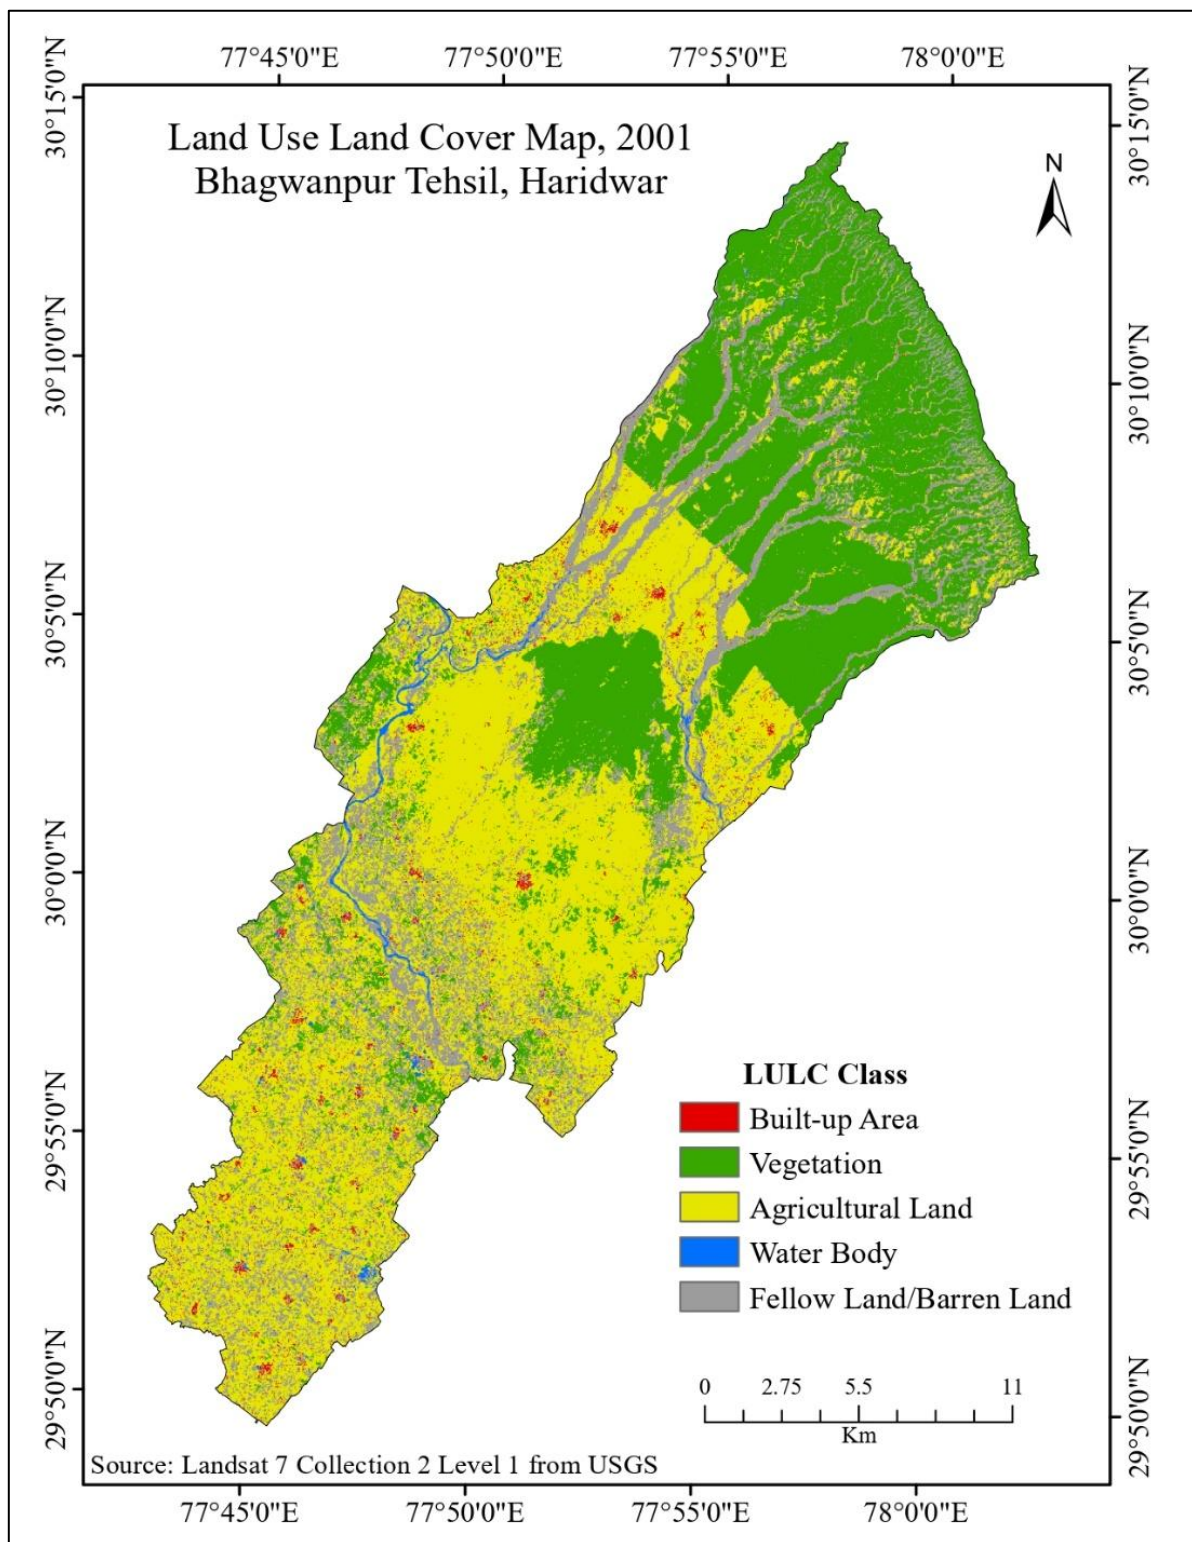 77°45'0"E 77°50'0"E 77°55'0"E 78°0'0"E
Land Use Land Cover Map, 2001
Bhagwanpur Tehsil, Haridwar
N
30°15'0"N
30°10'0"N
30°5'0"N
30°0'0"N
29°55'0"N
29°50'0"N
30°15'0"N
30°10'0"N
30°5'0"N
30°0'0"N
29°55'0"N
29°50'0"N
LULC Class
Built-up Area
Vegetation
Agricultural Land
Water Body
Fellow Land/Barren Land
0 2.75 5.5 11
Km
Source: Landsat 7 Collection 2 Level 1 from USGS
77°45'0"E 77°50'0"E 77°55'0"E 78°0'0"E